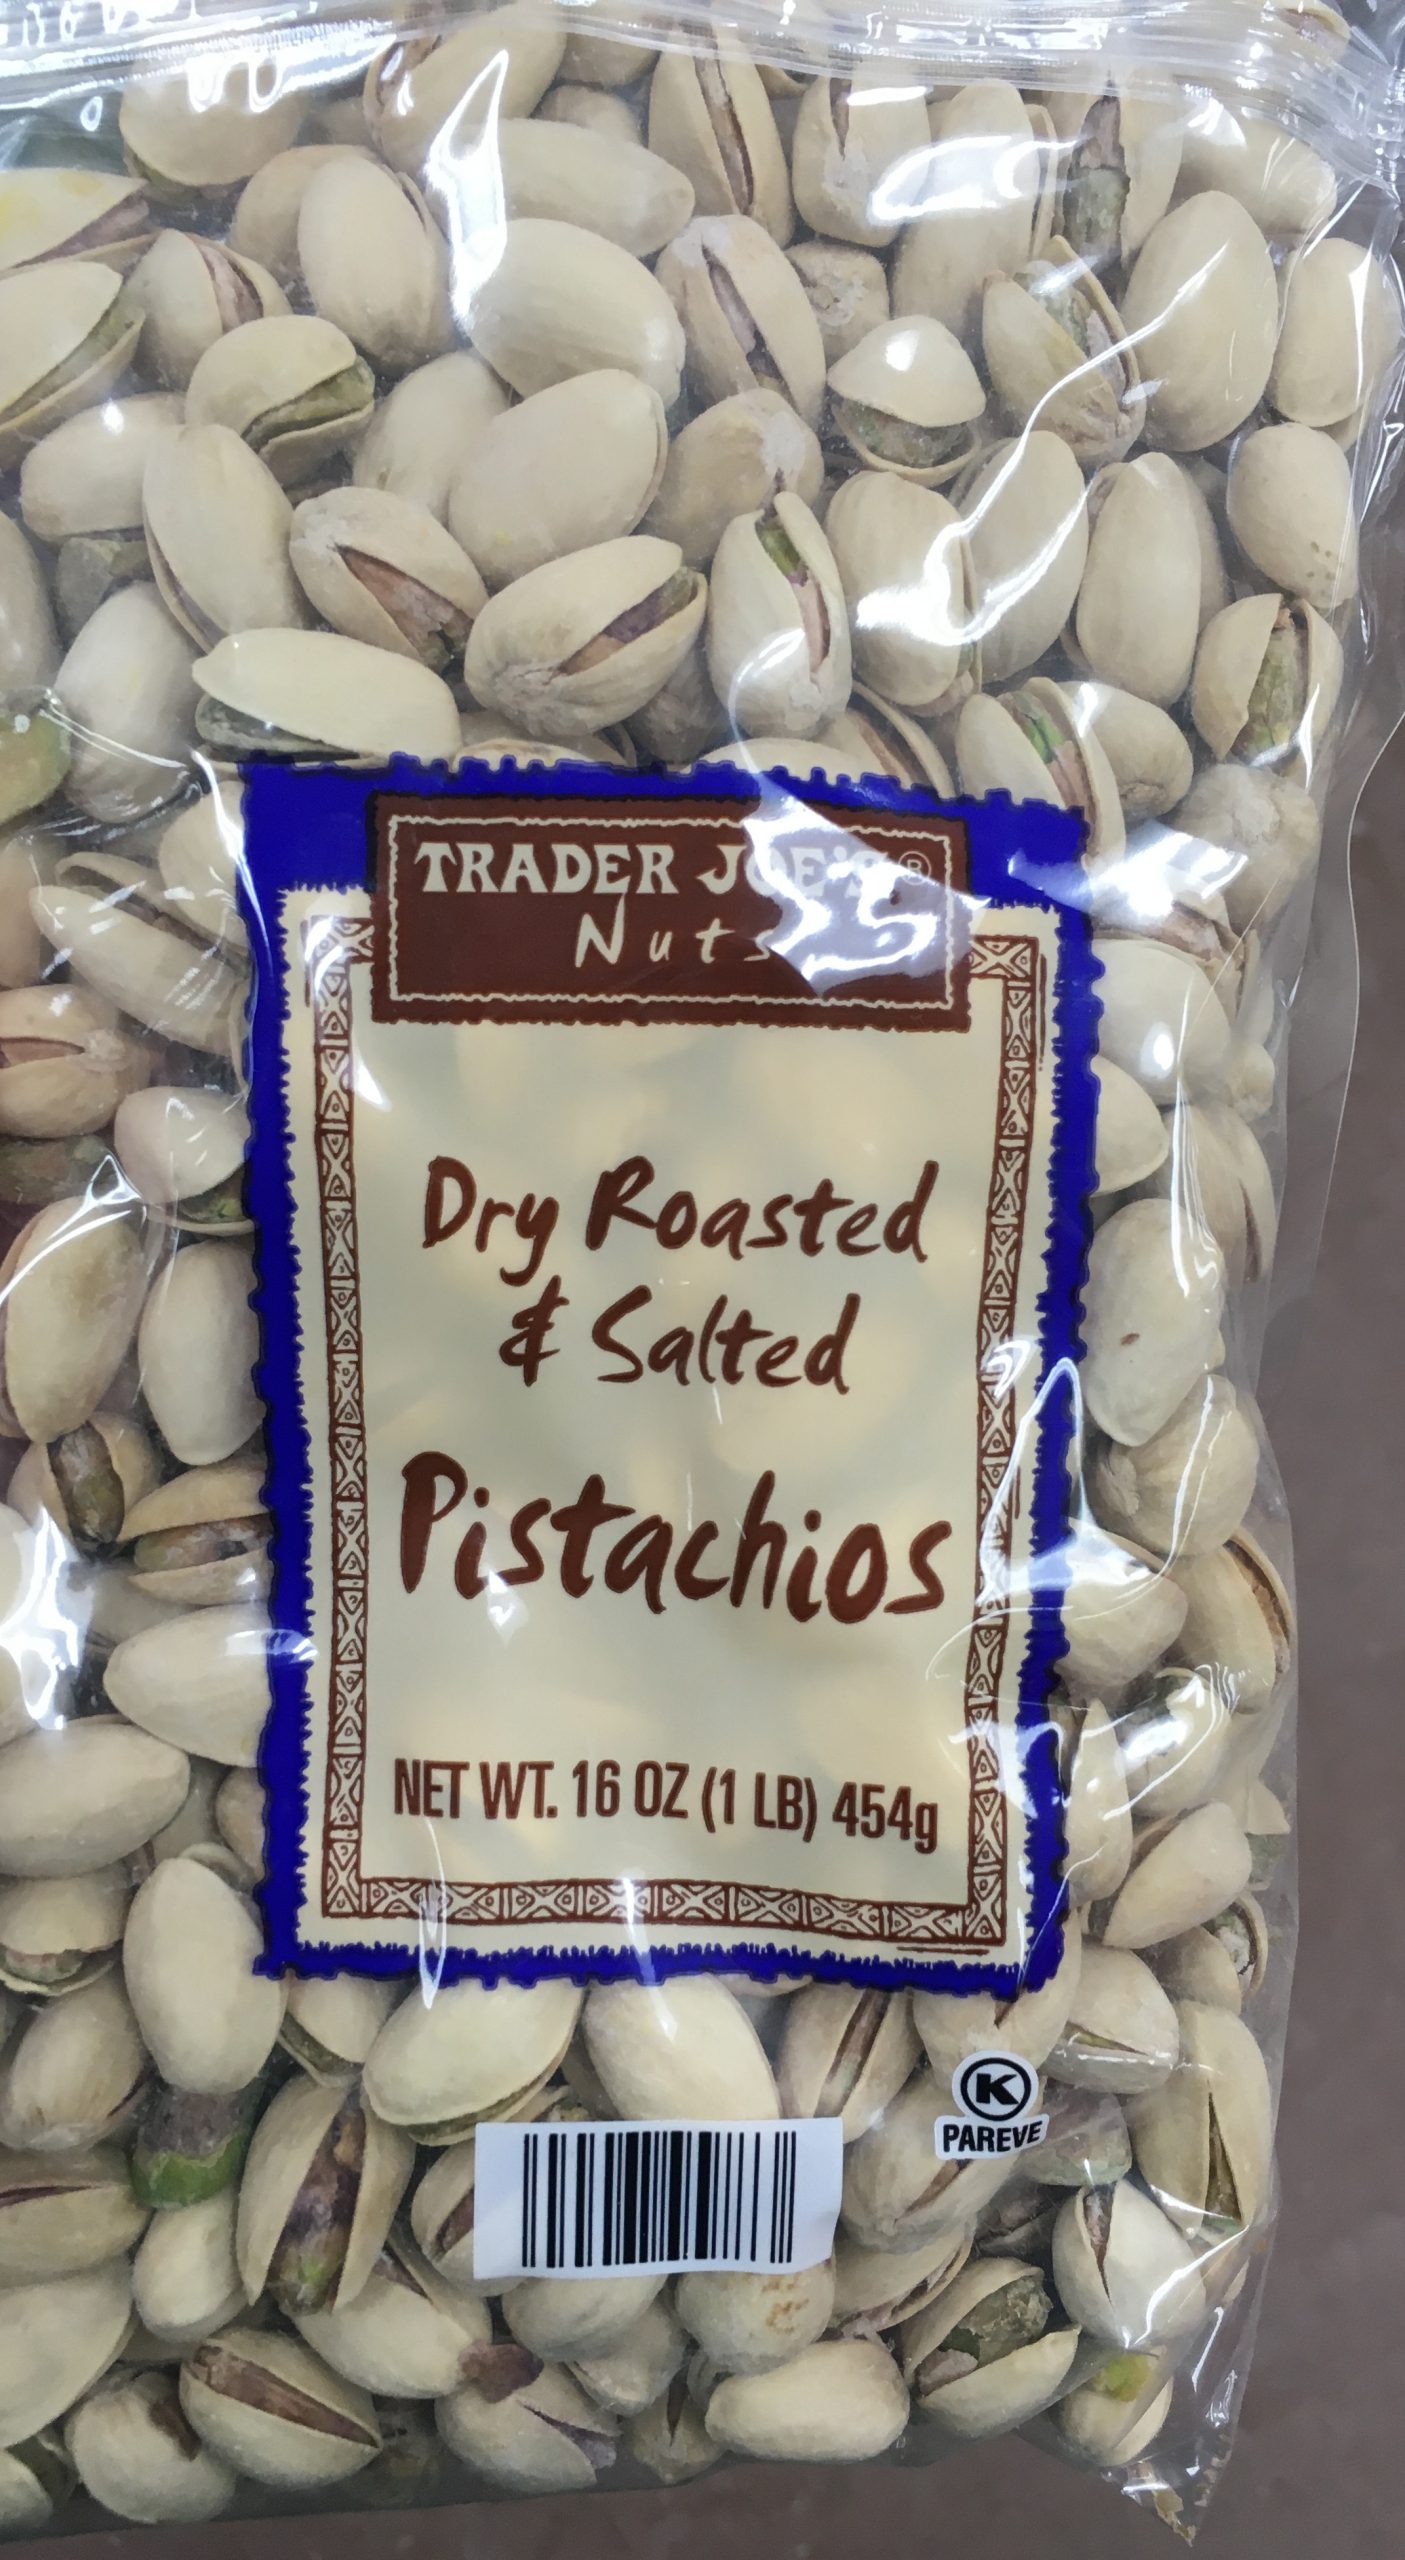 TRADER JOE'S®
Nuts
Dry Roasted
& Salted
Pistachios
NET WT. 16 OZ (1 LB) 454g
K
PAREVE